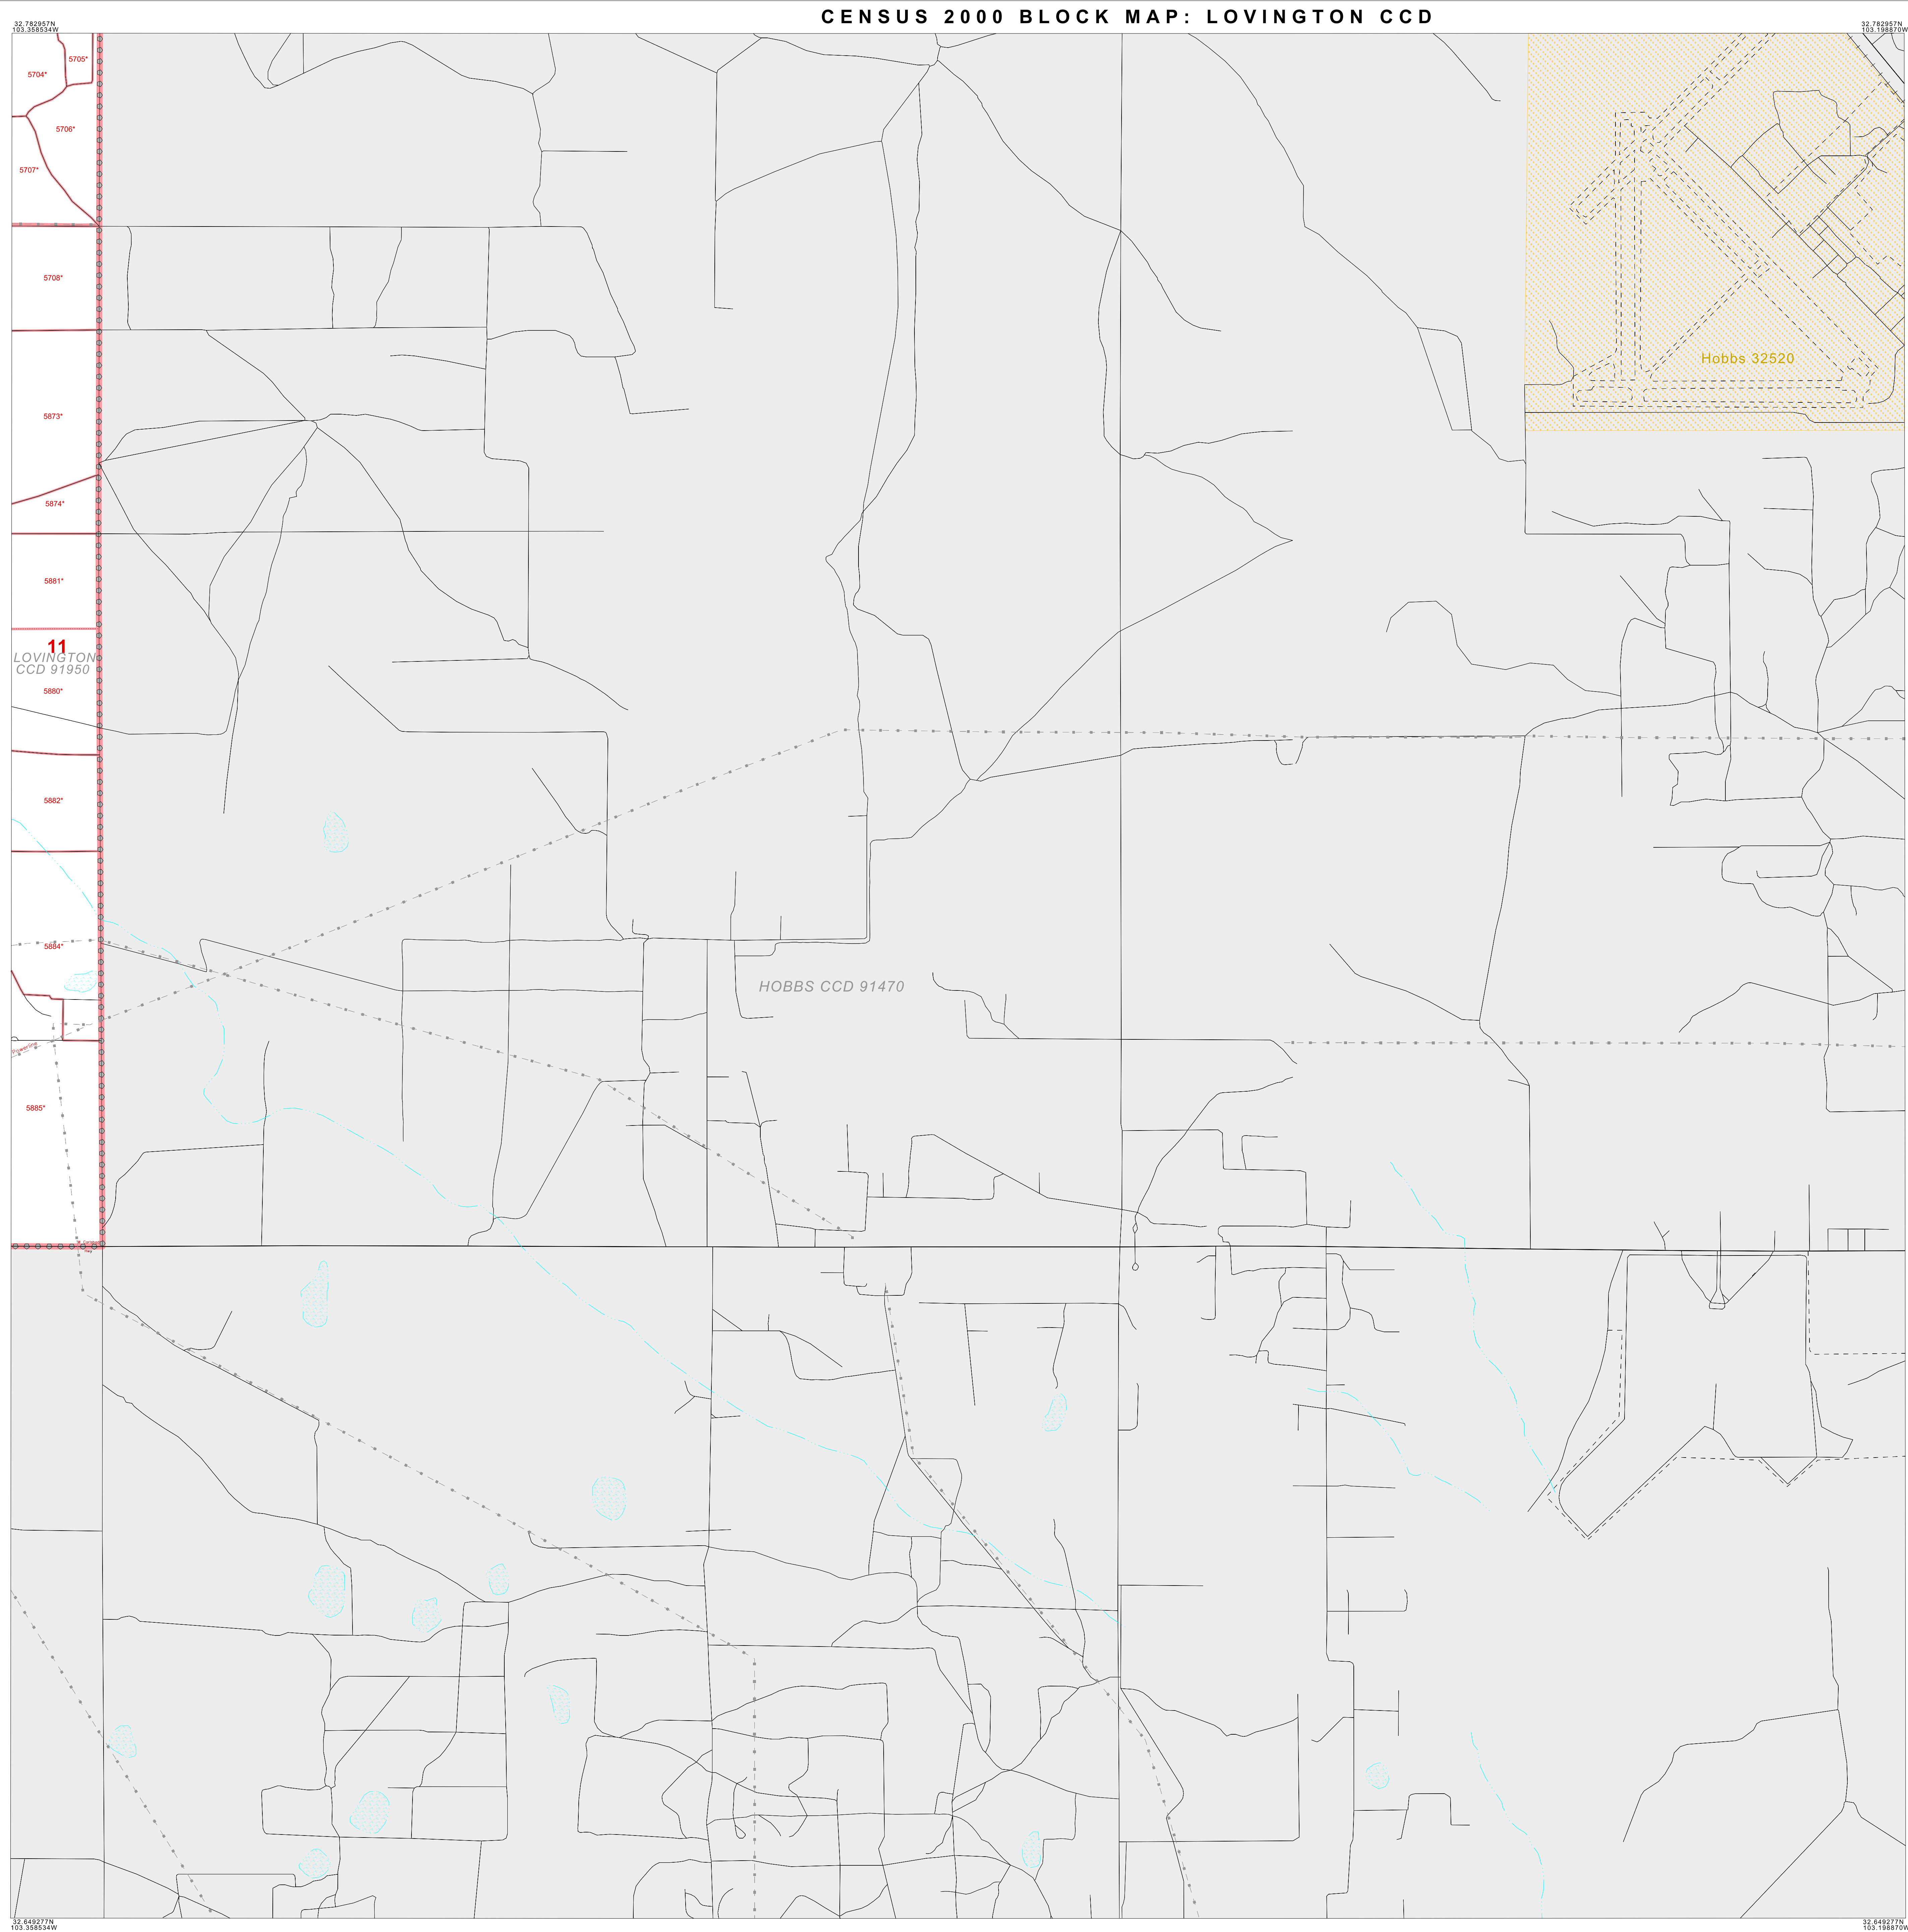 CENSUS 2000 BLOCK MAP: LOVINGTON CCD
32.782957N
103.358534W
32.782957N
103.198870W
5705*
5704*
5706*
5707*
5708*
Hobbs 32520
5873*
5874*
5881*
11
LOVINGTON
CCD 91950
5880*
5882*
5884*
HOBBS CCD 91470
Powerline
5885*
32.649277N
103.358534W
32.649277N
103.198870W